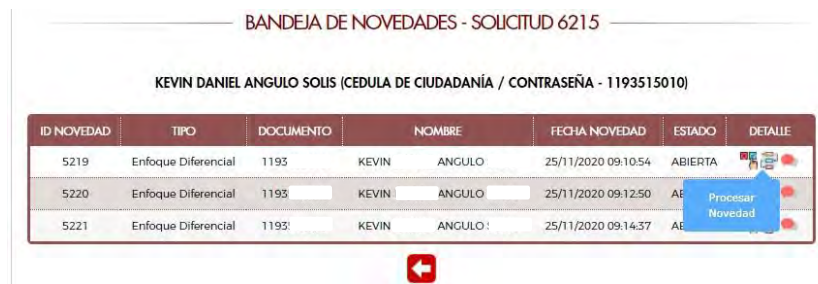 BANDEJA DE NOVEDADES - SOLICITUD 6215
KEVIN DANIEL ANGULO SOLIS (CEDULA DE CIUDADANÍA / CONTRASEÑA - 1193515010)
ID NOVEDAD TIPO DOCUMENTO NOMBRE FECHA NOVEDAD ESTADO DETALLE
5219 Enfoque Diferencial 1193 KEVIN ANGULO 25/11/2020 09:10:54 ABIERTA
5220 Enfoque Diferencial 1193 KEVIN ANGULO 25/11/2020 09:12:50
5221 Enfoque Diferencial 1193 KEVIN ANGULO 25/11/2020 09:14:37
Procesar
Novedad